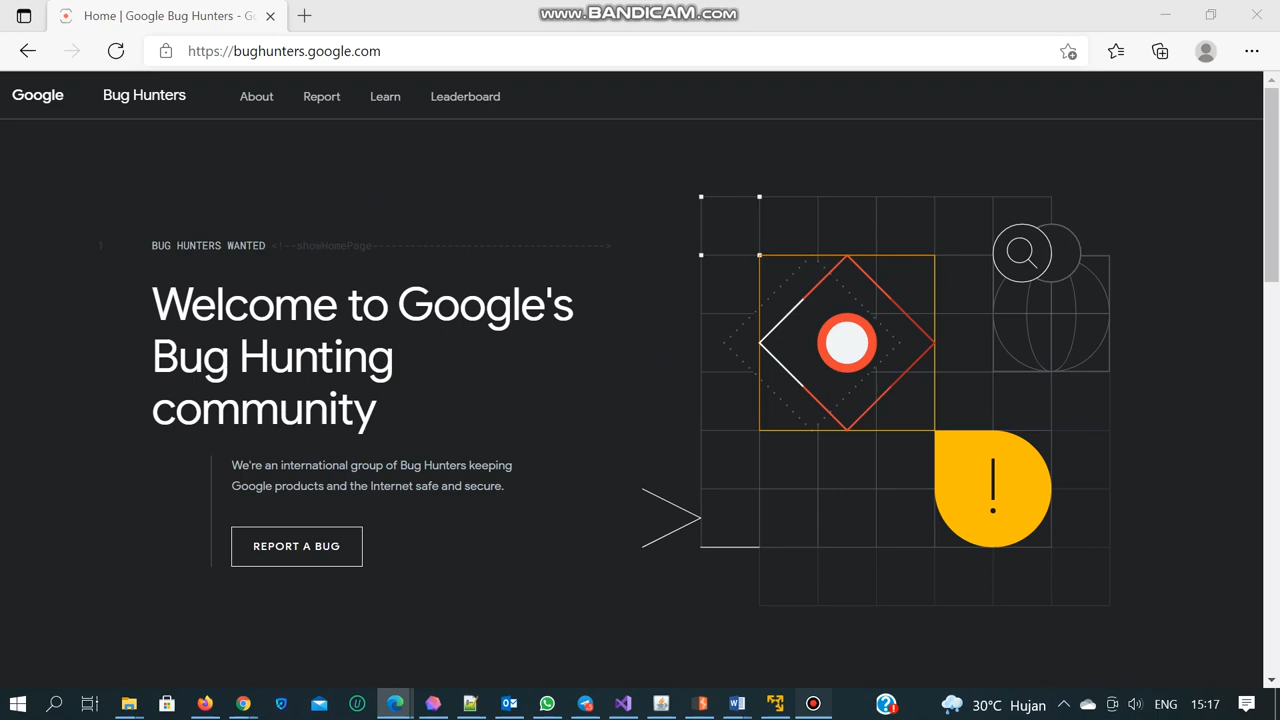 www.BANDICAM.com
Home | Google Bug Hunters - Go
https://bughunters.google.com
Google Bug Hunters About Report Learn Leaderboard
1 BUG HUNTERS WANTED <!--showHomePage-------------------------------->
Welcome to Google's
Bug Hunting
community
We're an international group of Bug Hunters keeping
Google products and the Internet safe and secure.
REPORT A BUG
!
30°C Hujan
15:17